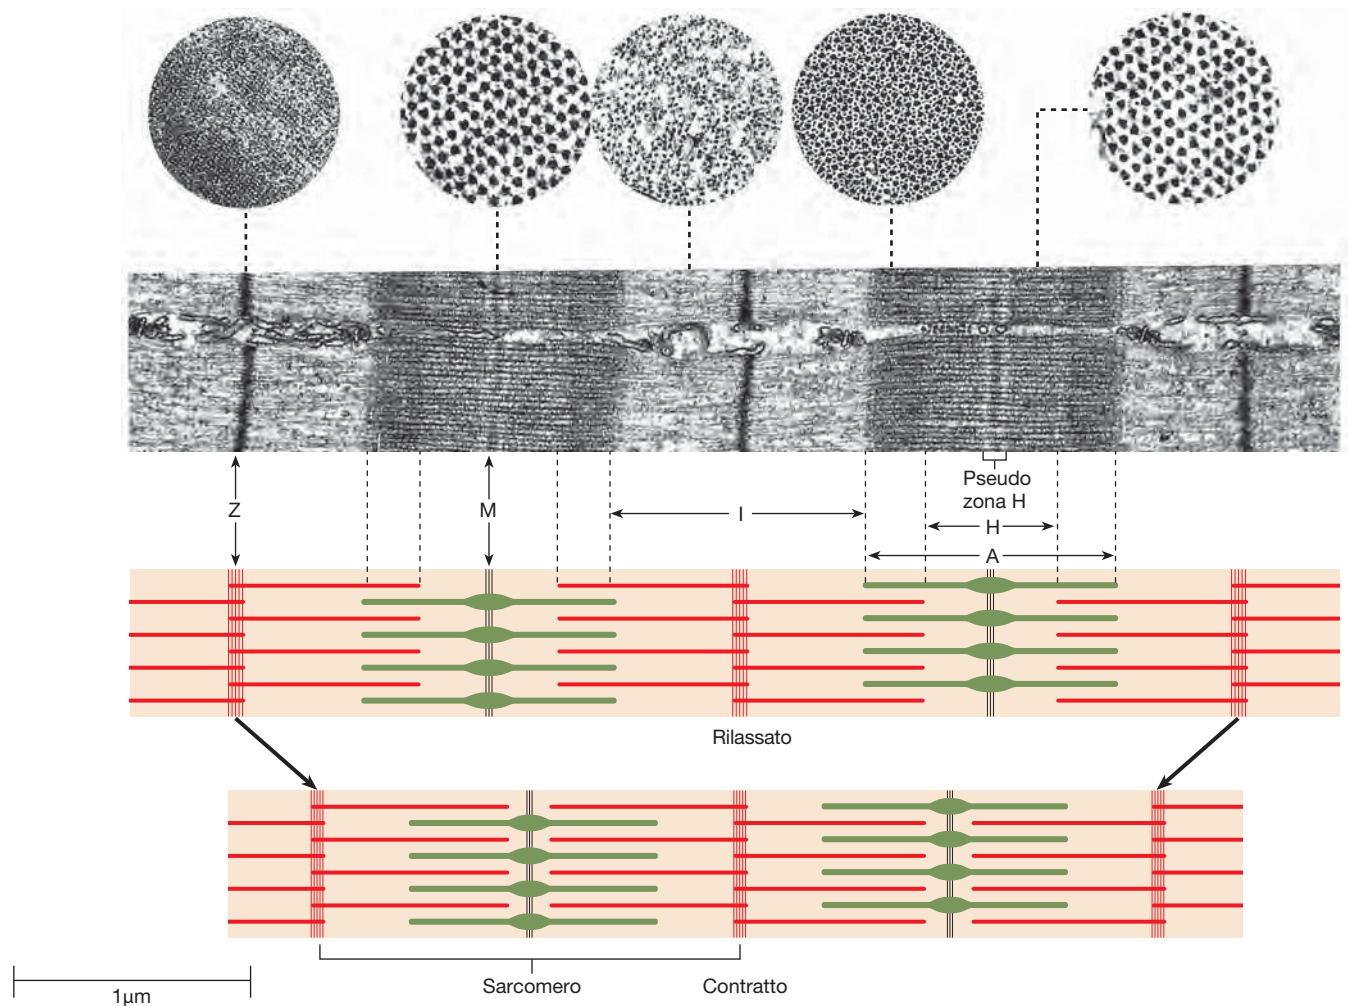 Z
M
I
Pseudo
zona H
H
A
Rilassato
Sarcomero
Contratto
1µm